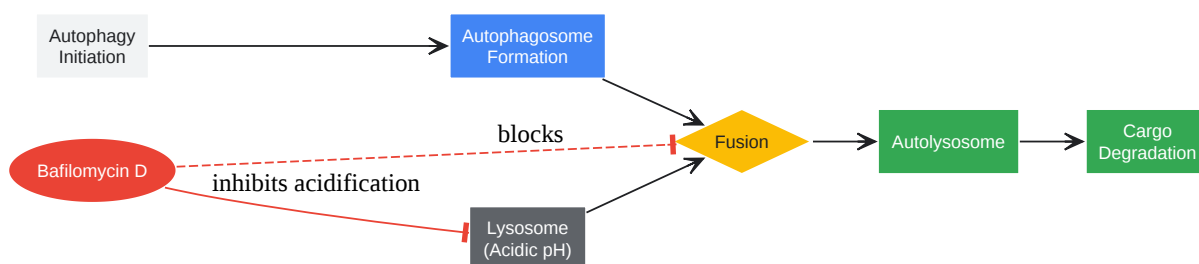 Autophagy
Initiation
Autophagosome
Formation
blocks
Fusion
Autolysosome
Cargo
Degradation
Bafilomycin D
inhibits acidification
Lysosome
(Acidic pH)